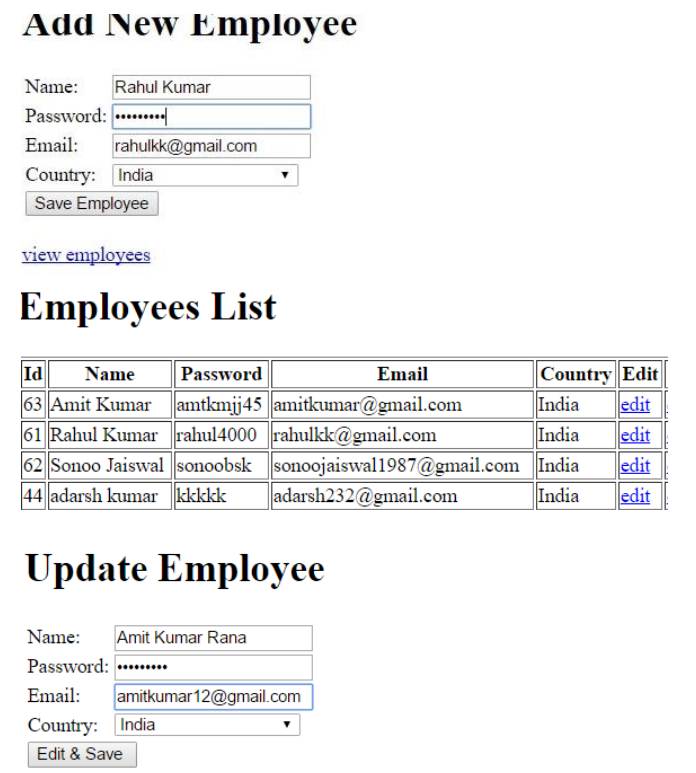 Add New Employee
Name: Rahul Kumar
Password: •••••••••
Email: rahulkk@gmail.com
Country: India
Save Employee
view employees
Employees List
Id Name Password Email Country Edit
63 Amit Kumar amtkmjj45 amitkumar@gmail.com India edit
61 Rahul Kumar rahul4000 rahulkk@gmail.com India edit
62 Sonoo Jaiswal sonoobsk sonoojaiswal1987@gmail.com India edit
44 adarsh kumar kkkkk adarsh232@gmail.com India edit
Update Employee
Name: Amit Kumar Rana
Password: •••••••••
Email: amitkumar12@gmail.com
Country: India
Edit & Save